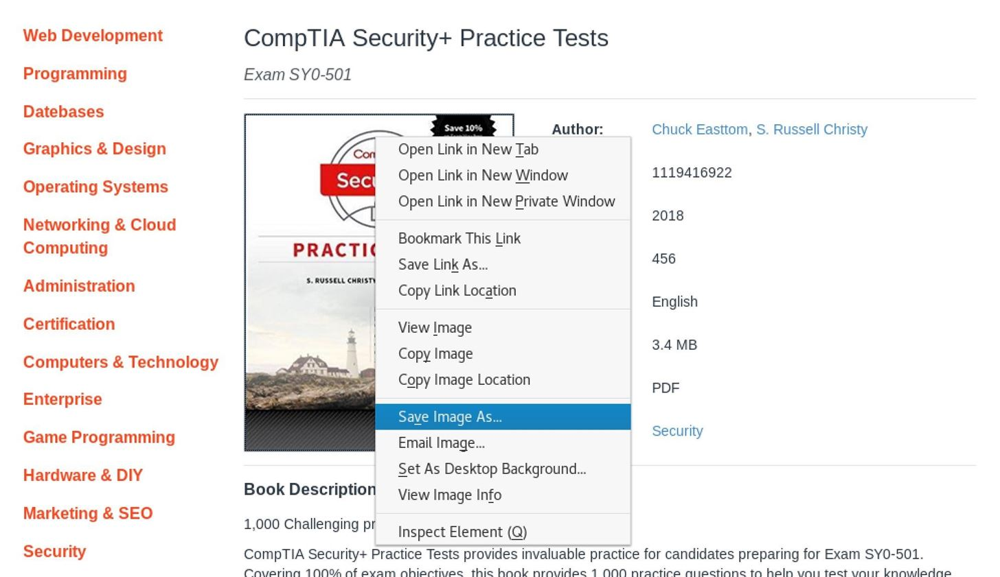 Web Development
Programming
Datebases
Graphics & Design
Operating Systems
Networking & Cloud
Computing
Administration
Certification
Computers & Technology
Enterprise
Game Programming
Hardware & DIY
Marketing & SEO
Security
CompTIA Security+ Practice Tests
Exam SY0-501
Save 10%
Com
Secu
PRACTIC
S. RUSSELL CHRISTY
Author:
Chuck Easttom, S. Russell Christy
1119416922
2018
456
English
3.4 MB
PDF
Security
Open Link in New Tab
Open Link in New Window
Open Link in New Private Window
Bookmark This Link
Save Link As...
Copy Link Location
View Image
Copy Image
Copy Image Location
Save Image As...
Email Image...
Set As Desktop Background...
View Image Info
Inspect Element (Q)
Book Description
1,000 Challenging pr
CompTIA Security+ Practice Tests provides invaluable practice for candidates preparing for Exam SY0-501.
Covering 100% of exam objectives, this book provides 1,000 practice questions to help you test your knowledge